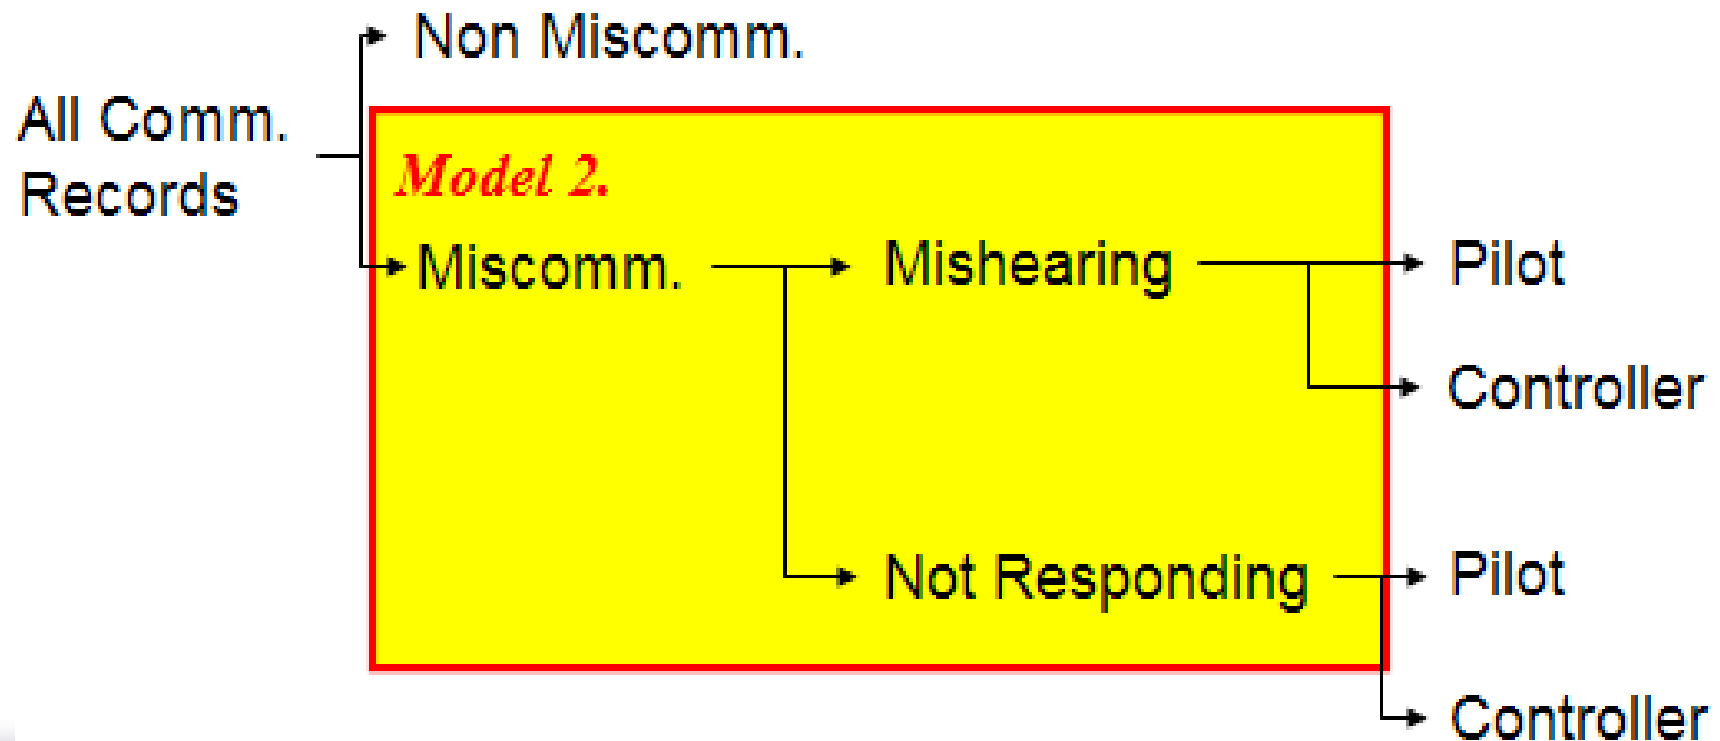 Non Miscomm.
All Comm.
Records
Model 2.
Miscomm.
Mishearing
Pilot
Controller
Not Responding
Pilot
Controller